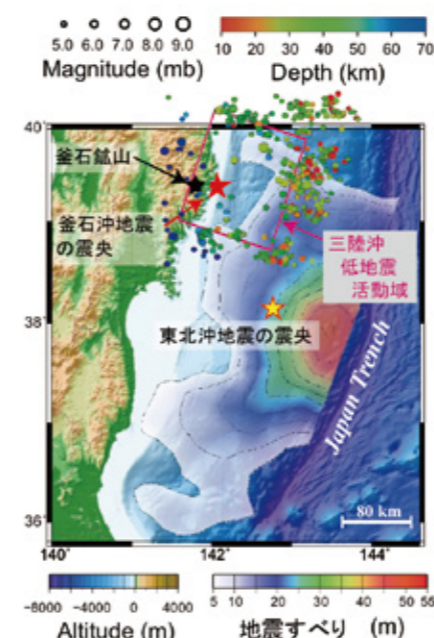 5.0 6.0 7.0 8.0 9.0
Magnitude (mb)
10 20 30 40 50 60 70
Depth (km)
40˚
釜石鉱山
釜石沖地震
の震央
三陸沖
低地震
活動域
38˚
東北沖地震の震央
Japan Trench
80 km
36˚
140˚ 142˚ 144˚
-8000 -4000 0 4000
Altitude (m)
5 10 20 30 40 50 55
地震すべり (m)